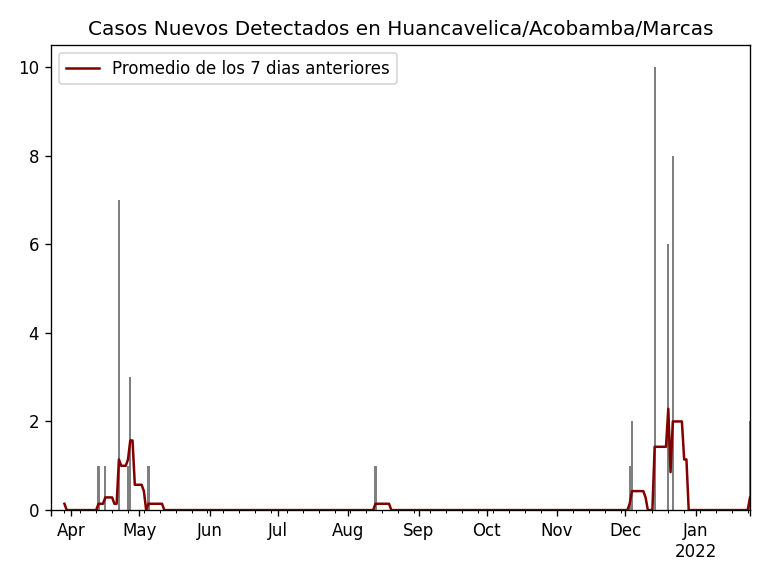 Casos Nuevos Detectados en Huancavelica/Acobamba/Marcas
Promedio de los 7 dias anteriores
10
8
6
4
2
0
Apr May Jun Jul Aug Sep Oct Nov Dec Jan
2022